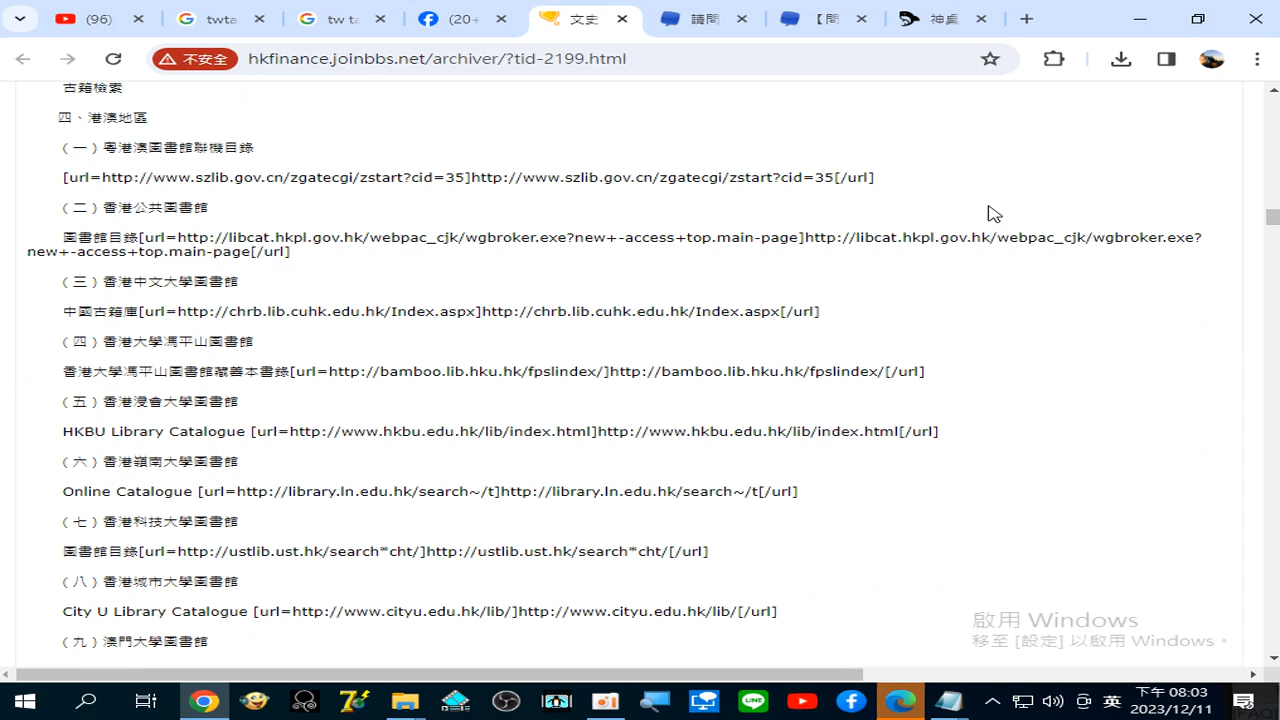 (96)
twta
tw ta
(20+
文史
請問
【問
神桌
不安全
hkfinance.joinbbs.net/archiver/?tid-2199.html
古籍檢索
四、港澳地區
（一）粵港澳圖書館聯機目錄
[url=http://www.szlib.gov.cn/zgatecgi/zstart?cid=35]http://www.szlib.gov.cn/zgatecgi/zstart?cid=35[/url]
（二）香港公共圖書館
圖書館目錄[url=http://libcat.hkpl.gov.hk/webpac_cjk/wgbroker.exe?new+-access+top.main-page]http://libcat.hkpl.gov.hk/webpac_cjk/wgbroker.exe?
new+-access+top.main-page[/url]
（三）香港中文大學圖書館
中國古籍庫[url=http://chrb.lib.cuhk.edu.hk/Index.aspx]http://chrb.lib.cuhk.edu.hk/Index.aspx[/url]
（四）香港大學馮平山圖書館
香港大學馮平山圖書館藏善本書錄[url=http://bamboo.lib.hku.hk/fpslindex/]http://bamboo.lib.hku.hk/fpslindex/[/url]
（五）香港浸會大學圖書館
HKBU Library Catalogue [url=http://www.hkbu.edu.hk/lib/index.html]http://www.hkbu.edu.hk/lib/index.html[/url]
（六）香港嶺南大學圖書館
Online Catalogue [url=http://library.ln.edu.hk/search~/t]http://library.ln.edu.hk/search~/t[/url]
（七）香港科技大學圖書館
圖書館目錄[url=http://ustlib.ust.hk/search*cht/]http://ustlib.ust.hk/search*cht/[/url]
（八）香港城市大學圖書館
City U Library Catalogue [url=http://www.cityu.edu.hk/lib/]http://www.cityu.edu.hk/lib/[/url]
（九）澳門大學圖書館
啟用 Windows
移至 [設定] 以啟用 Windows。
英
下午 08:03
2023/12/11